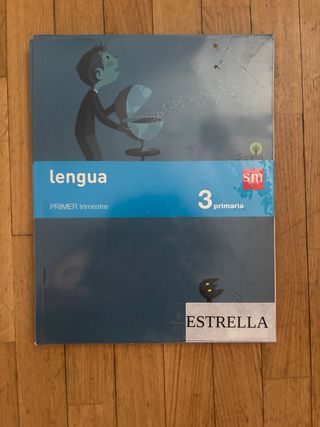 lengua
sm
PRIMER trimestre
3 primaria
ESTRELLA